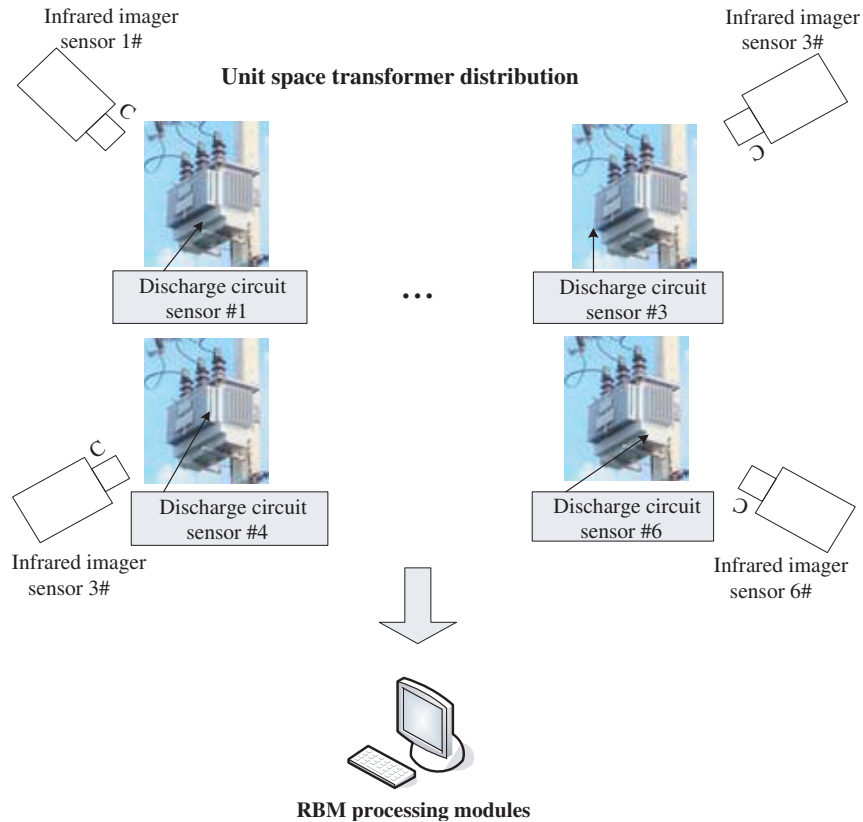 Infrared imager
sensor 1#
Infrared imager
sensor 3#
Unit space transformer distribution
C
C
Discharge circuit
sensor #1
...
Discharge circuit
sensor #3
C
C
Discharge circuit
sensor #4
Discharge circuit
sensor #6
Infrared imager
sensor 3#
Infrared imager
sensor 6#
RBM processing modules